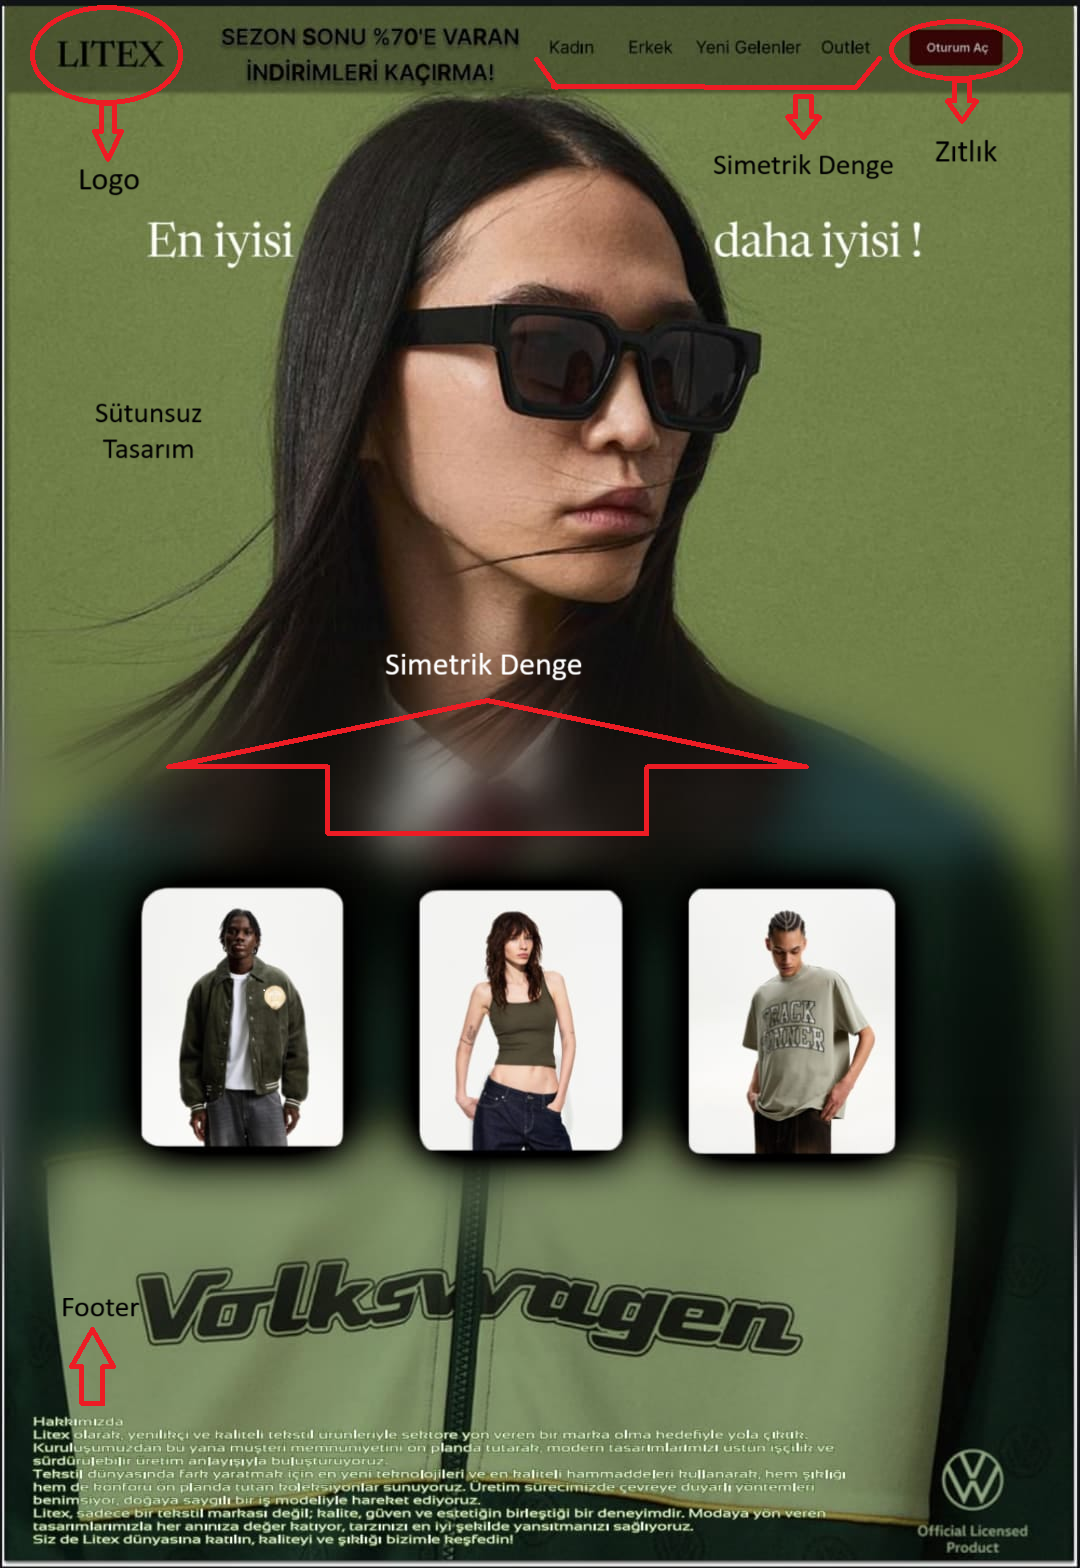 LITEX
SEZON SONU %70'E VARAN
İNDİRİMLERİ KAÇIRMA!
Kadın Erkek Yeni Gelenler Outlet
Oturum Aç
Logo
Simetrik Denge
Zıtlık
En iyisi daha iyisi !
Sütunsuz
Tasarım
Simetrik Denge
TRACK
RUNNER
Volkswagen
Footer
Hakkımızda
Litex olarak, yenilikçi ve kaliteli tekstil ürünleriyle sektöre yön veren bir marka olma hedefiyle yola çıktık.
Kuruluşumuzdan bu yana müşteri memnuniyetini ön planda tutarak, modern tasarımlarımızı üstün işçilik ve
sürdürülebilir üretim anlayışıyla buluşturuyoruz.
Tekstil dünyasında fark yaratmak için en yeni teknolojileri ve en kaliteli hammaddeleri kullanarak, hem şıklığı
hem de konforu ön planda tutan koleksiyonlar sunuyoruz. Üretim sürecimizde çevreye duyarlı yöntemleri
benimsiyor, doğaya saygılı bir iş modeliyle hareket ediyoruz.
Litex, sadece bir tekstil markası değil; kalite, güven ve estetiğin birleştiği bir deneyimdir. Modaya yön veren
tasarımlarımızla her anınıza değer katıyor, tarzınızı en iyi şekilde yansıtmanızı sağlıyoruz.
Siz de Litex dünyasına katılın, kaliteyi ve şıklığı bizimle keşfedin!
Official Licensed
Product